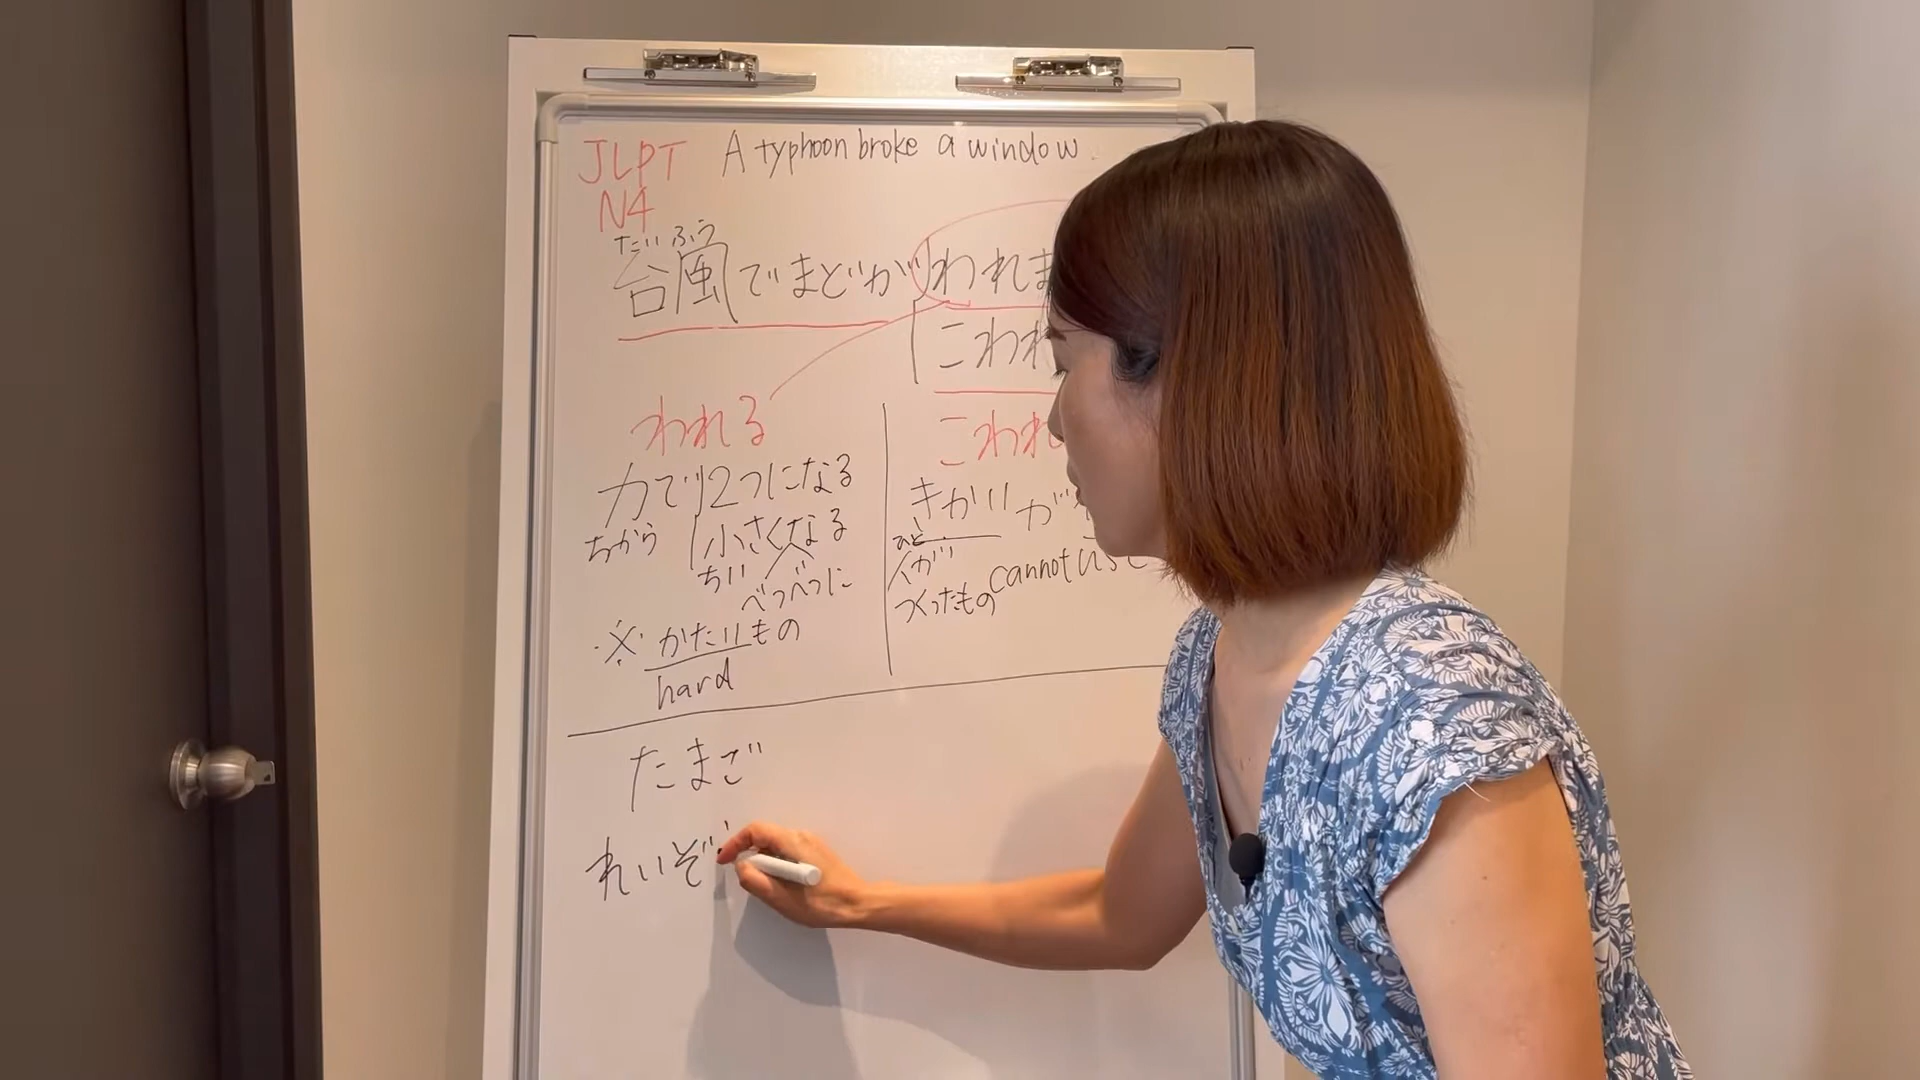 JLPT
N4
A typhoon broke a window.
たいふう
台風でまどがわれま
こわれ
われる
力で2つになる
ちから
小さくなる
ちい
べつべつに
※かたいもの
hard
こわれ
きかいが
ひと
人が
つくったもの
cannot use
たまご
れいぞう